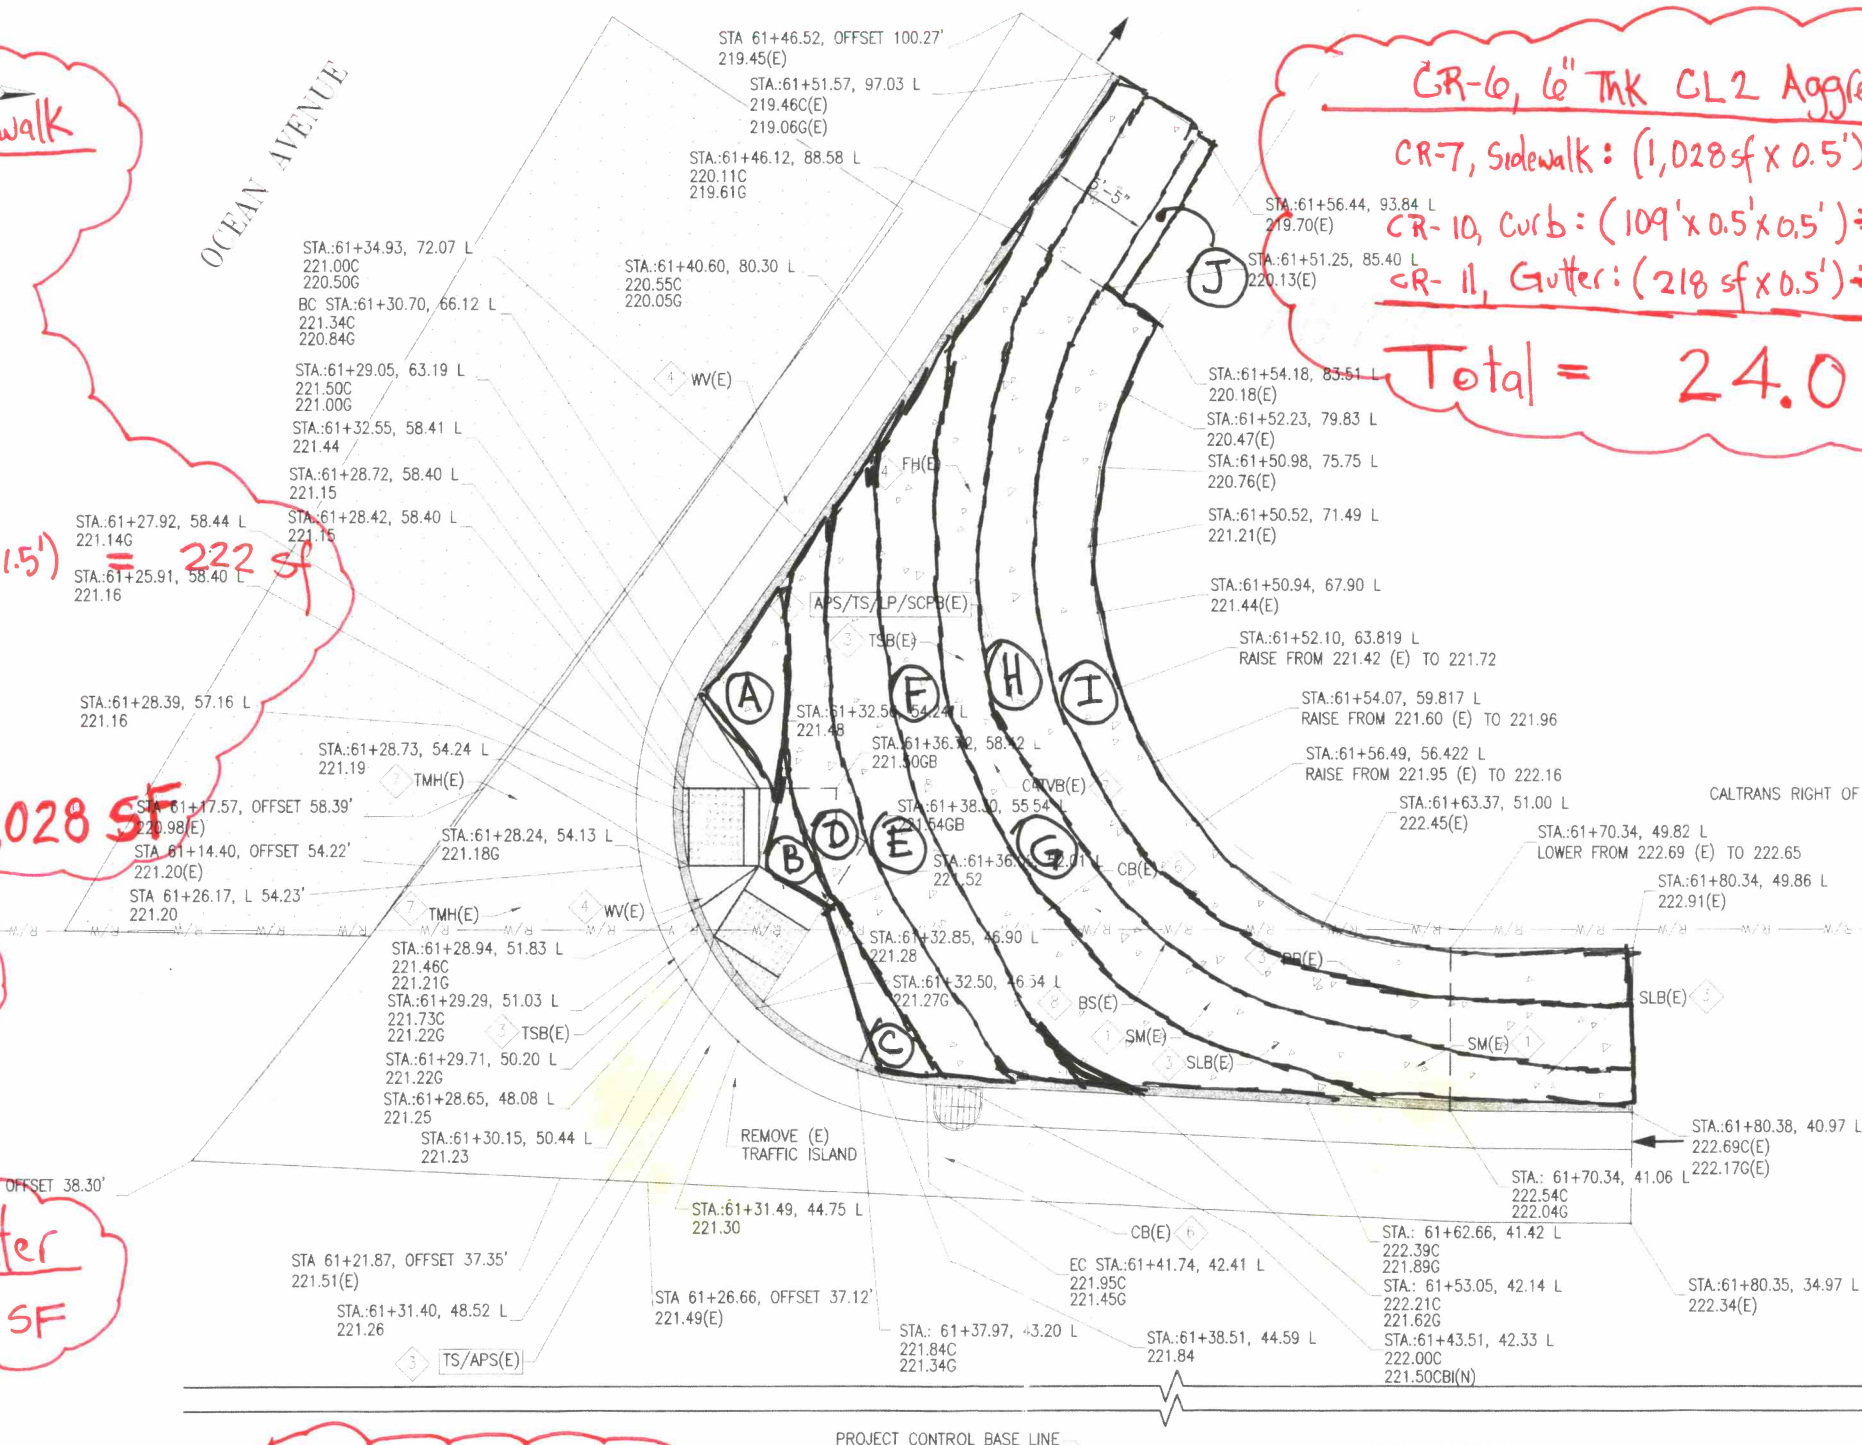 walk
OCEAN AVENUE
1.5') = 222 sf
,028 SF
OFFSET 38.30'
SF
STA 61+46.52, OFFSET 100.27'
219.45(E)
STA.:61+51.57, 97.03 L
219.46C(E)
219.06G(E)
STA.:61+46.12, 88.58 L
220.11C
219.61G
STA.:61+34.93, 72.07 L
221.00C
220.50G
BC STA.:61+30.70, 66.12 L
221.34C
220.84G
STA.:61+40.60, 80.30 L
220.55C
220.05G
STA.:61+29.05, 63.19 L
221.50C
221.00G
STA.:61+32.55, 58.41 L
221.44
STA.:61+28.72, 58.40 L
221.15
STA.:61+28.42, 58.40 L
221.15
STA.:61+27.92, 58.44 L
221.14G
STA.:61+25.91, 58.40 L
221.16
STA.:61+28.39, 57.16 L
221.16
STA.:61+28.73, 54.24 L
221.19
7 TMH(E)
STA 61+17.57, OFFSET 58.39'
220.98(E)
STA 61+14.40, OFFSET 54.22'
221.20(E)
STA.:61+28.24, 54.13 L
221.18G
STA 61+26.17, L 54.23'
221.20
7 TMH(E)
4 WV(E)
R/W R/W R/W R/W R/W R/W R/W R/W R/W R/W
STA.:61+28.94, 51.83 L
221.46C
221.21G
STA.:61+29.29, 51.03 L
221.73C
221.22G
3 TSB(E)
STA.:61+29.71, 50.20 L
221.22G
STA.:61+28.65, 48.08 L
221.25
STA.:61+30.15, 50.44 L
221.23
REMOVE (E)
TRAFFIC ISLAND
STA.:61+31.49, 44.75 L
221.30
STA 61+21.87, OFFSET 37.35'
221.51(E)
STA.:61+31.40, 48.52 L
221.26
3 TS/APS(E)
STA 61+26.66, OFFSET 37.12'
221.49(E)
STA.: 61+37.97, 43.20 L
221.84C
221.34G
EC STA.:61+41.74, 42.41 L
221.95C
221.45G
STA.:61+38.51, 44.59 L
221.84
CB(E) 6
4 WV(E)
4 FH(E)
APS/TS/LP/SCPB(E)
3 TSB(E)
A
B
C
D
E
F
G
H
I
J
5'-5"
221.48
221.50GB
CATVB(E)
221.54GB
221.52
CB(E) 6
STA.:61+32.85, 46.90 L
221.28
STA.:61+32.50, 46.54 L
221.27G
8 BS(E)
1 SM(E)
3 SLB(E)
SM(E) 1
SLB(E) 3
CR-6, 6" Thk CL2 Aggre
CR-7, Sidewalk: (1,028sf x 0.5')
CR-10, Curb: (109'x0.5'x0.5') ÷
CR-11, Gutter: (218 sf x 0.5') ÷
Total = 24.0
STA.:61+56.44, 93.84 L
219.70(E)
STA.:61+51.25, 85.40 L
220.13(E)
STA.:61+54.18, 83.51 L
220.18(E)
STA.:61+52.23, 79.83 L
220.47(E)
STA.:61+50.98, 75.75 L
220.76(E)
STA.:61+50.52, 71.49 L
221.21(E)
STA.:61+50.94, 67.90 L
221.44(E)
STA.:61+52.10, 63.819 L
RAISE FROM 221.42 (E) TO 221.72
STA.:61+54.07, 59.817 L
RAISE FROM 221.60 (E) TO 221.96
STA.:61+56.49, 56.422 L
RAISE FROM 221.95 (E) TO 222.16
CALTRANS RIGHT OF
STA.:61+63.37, 51.00 L
222.45(E)
STA.:61+70.34, 49.82 L
LOWER FROM 222.69 (E) TO 222.65
STA.:61+80.34, 49.86 L
222.91(E)
STA.:61+80.38, 40.97 L
222.69C(E)
222.17G(E)
STA.: 61+70.34, 41.06 L
222.54C
222.04G
STA.: 61+62.66, 41.42 L
222.39C
221.89G
STA.: 61+53.05, 42.14 L
222.21C
221.62G
STA.:61+43.51, 42.33 L
222.00C
221.50CBI(N)
STA.:61+80.35, 34.97 L
222.34(E)
PROJECT CONTROL BASE LINE